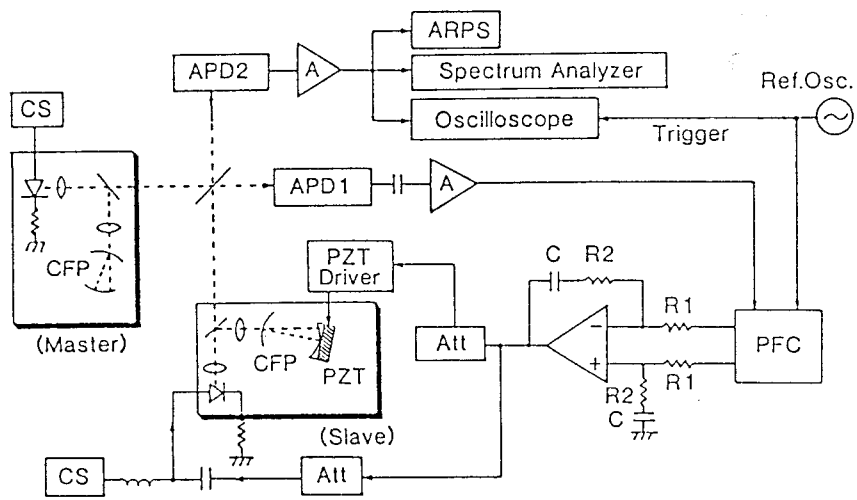 ARPS
APD2
A
Spectrum Analyzer
Ref.Osc.
CS
Oscilloscope
Trigger
APD1
A
CFP
PZT
Driver
C
R2
R1
(Master)
Att
PFC
CFP
PZT
R1
R2
C
(Slave)
CS
Att